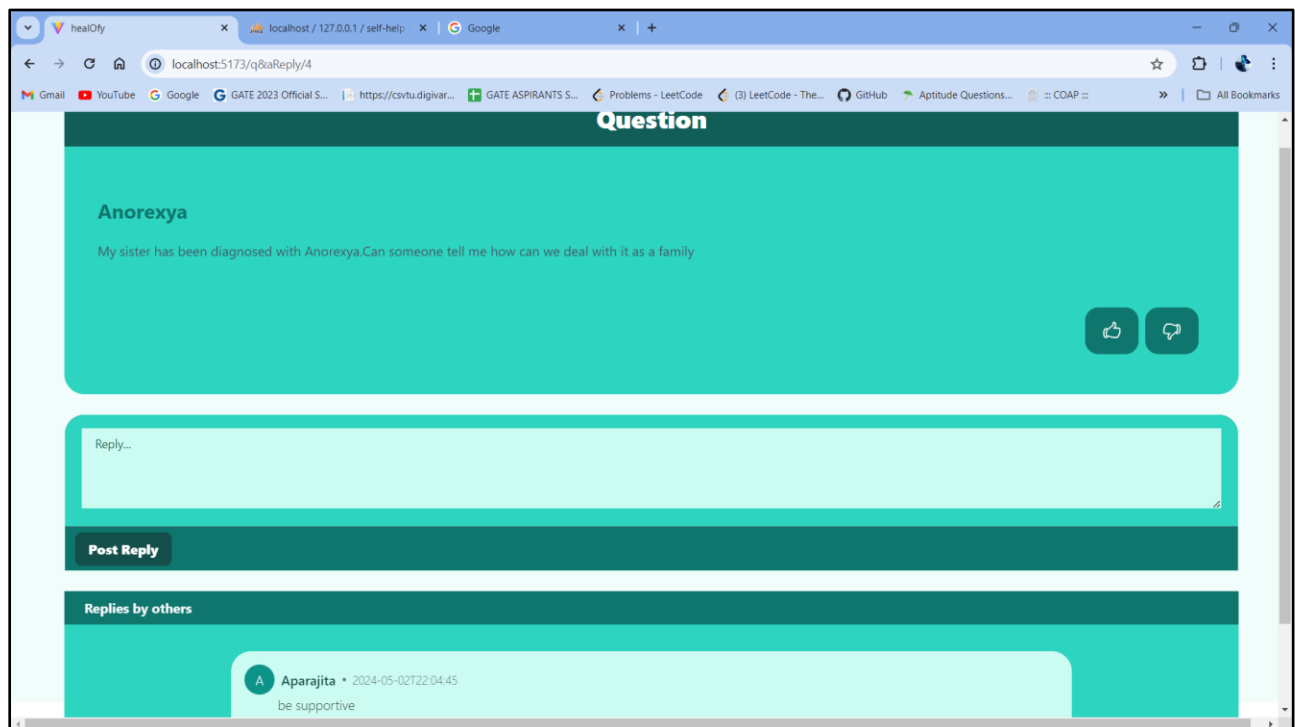 healOfy
localhost / 127.0.0.1 / self-help
Google
localhost:5173/q&aReply/4
Gmail
YouTube
Google
GATE 2023 Official S...
https://csvtu.digivar...
GATE ASPIRANTS S...
Problems - LeetCode
(3) LeetCode - The...
GitHub
Aptitude Questions...
::: COAP :::
»
All Bookmarks
Question
Anorexya
My sister has been diagnosed with Anorexya.Can someone tell me how can we deal with it as a family
Reply...
Post Reply
Replies by others
A
Aparajita • 2024-05-02T22:04:45
be supportive